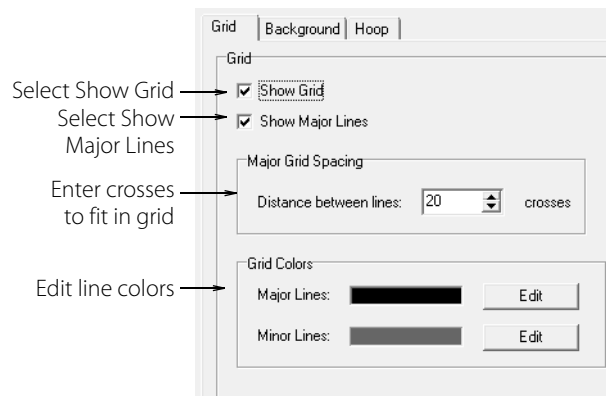 Grid Background Hoop
Grid
Select Show Grid
Show Grid
Select Show
Major Lines
Show Major Lines
Major Grid Spacing
Enter crosses
to fit in grid
Distance between lines: 20 crosses
Grid Colors
Edit line colors
Major Lines: Edit
Minor Lines: Edit